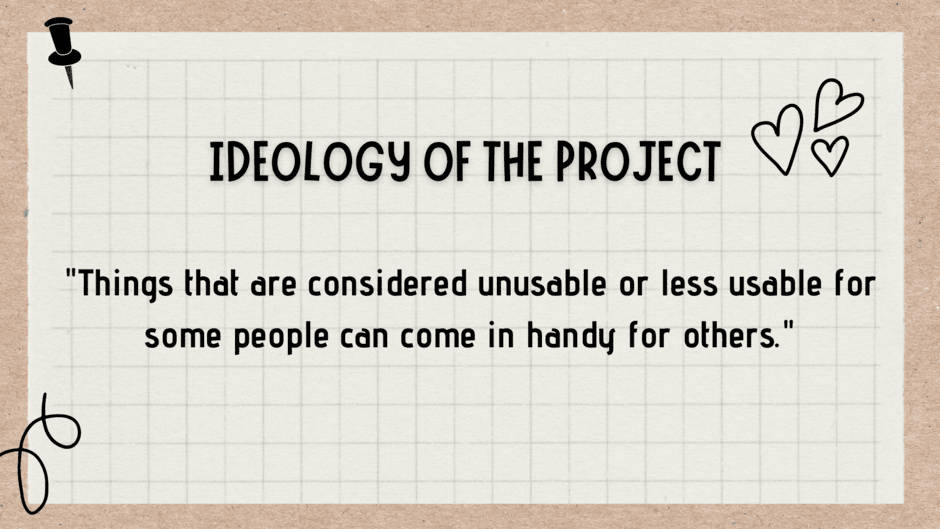 IDEOLOGY OF THE PROJECT
"Things that are considered unusable or less usable for
some people can come in handy for others."